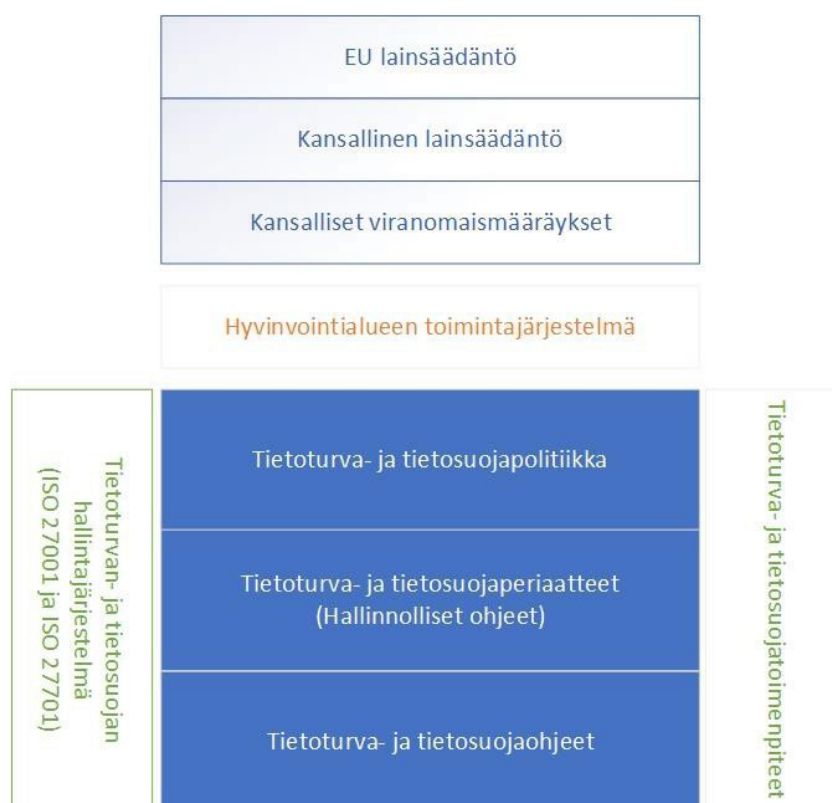 EU lainsäädäntö
Kansallinen lainsäädäntö
Kansalliset viranomaismääräykset
Hyvinvointialueen toimintajärjestelmä
Tietoturvan- ja tietosuojan
hallintajärjestelmä
(ISO 27001 ja ISO 27701)
Tietoturva- ja tietosuojapolitiikka
Tietoturva- ja tietosuojaperiaatteet
(Hallinnolliset ohjeet)
Tietoturva- ja tietosuojaohjeet
Tietoturva- ja tietosuojatoimenpiteet